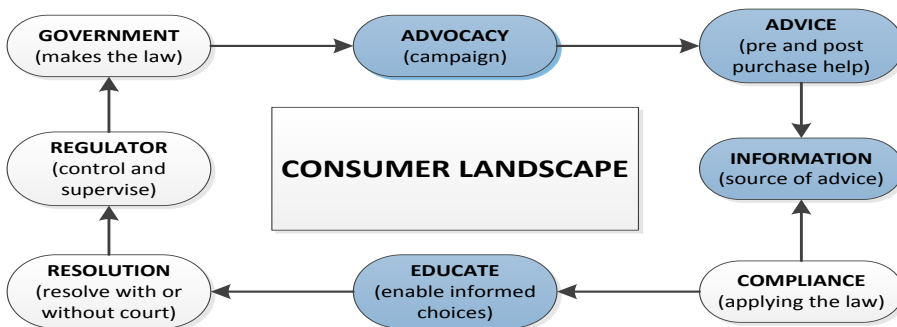 GOVERNMENT
(makes the law)
ADVOCACY
(campaign)
ADVICE
(pre and post
purchase help)
REGULATOR
(control and
supervise)
CONSUMER LANDSCAPE
INFORMATION
(source of advice)
RESOLUTION
(resolve with or
without court)
EDUCATE
(enable informed
choices)
COMPLIANCE
(applying the law)